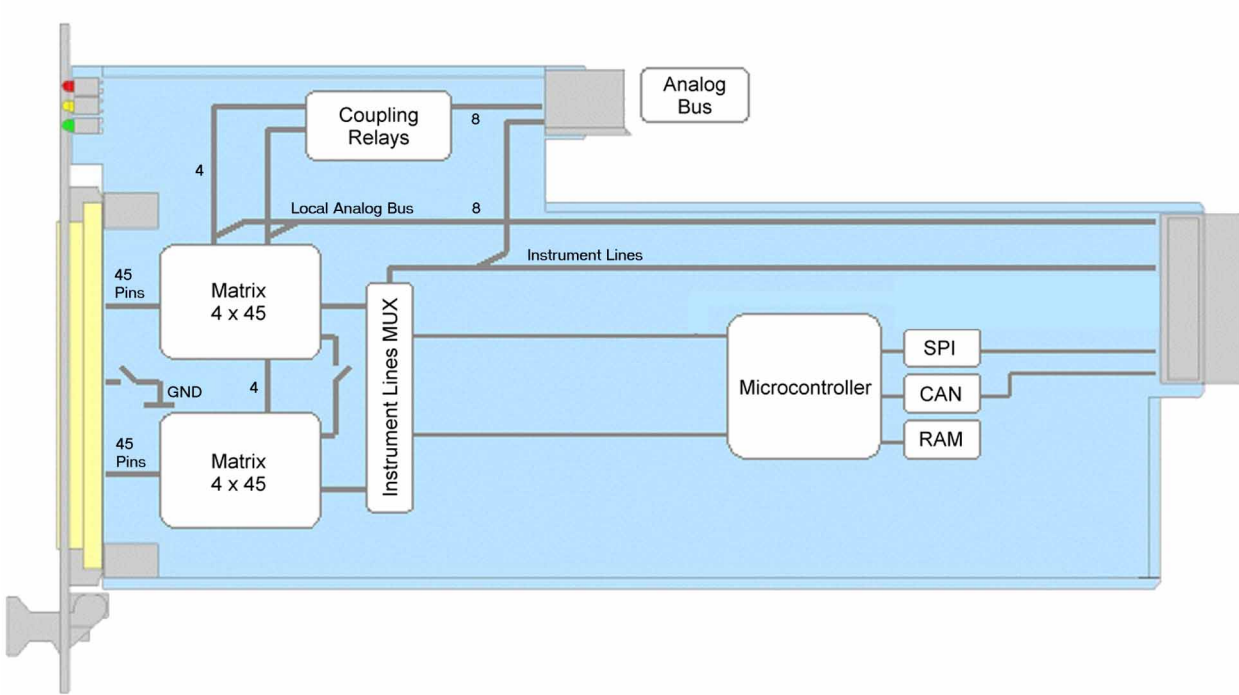 Analog
Bus
Coupling
Relays
8
4
Local Analog Bus
8
Instrument Lines
45
Pins
Matrix
4 x 45
Instrument Lines MUX
SPI
Microcontroller
CAN
GND
4
RAM
45
Pins
Matrix
4 x 45